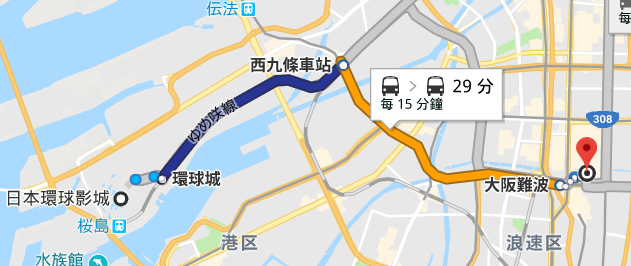 伝法
西九條車站
29 分
每 15 分鐘
308
ゆめ咲線
環球城
大阪難波
日本環球影城
桜島
港区
浪速区
水族館